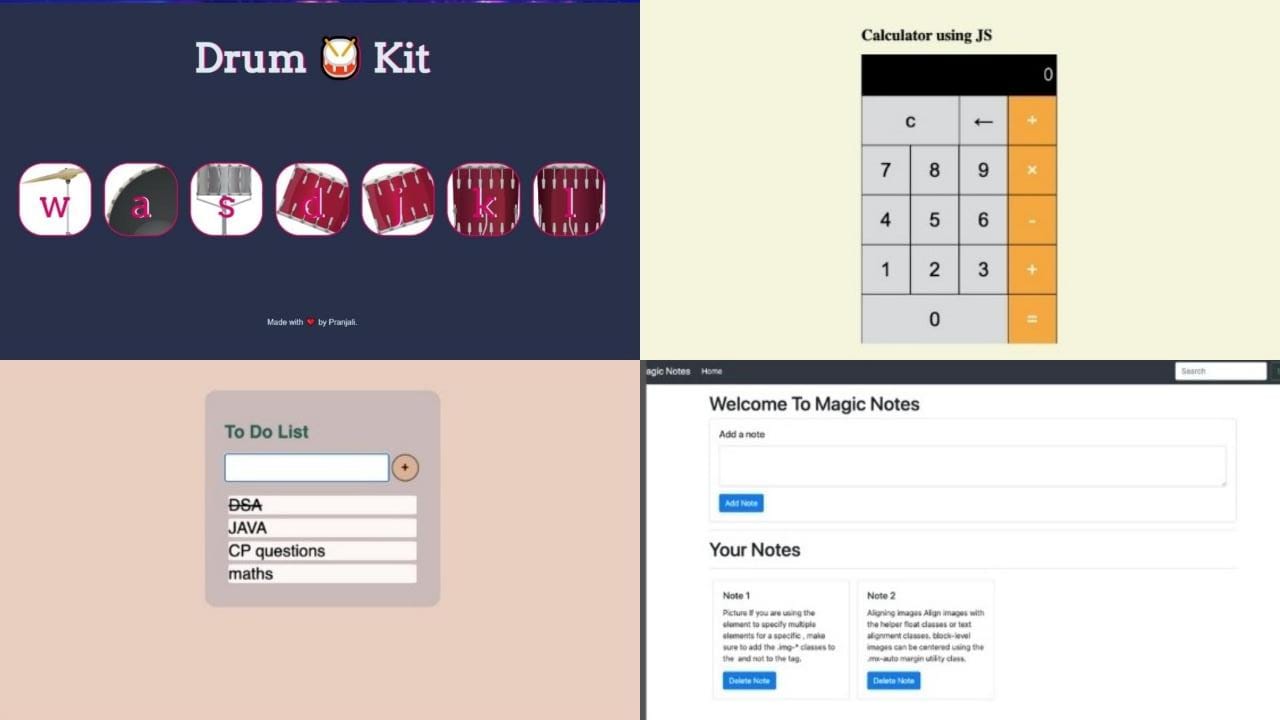 Drum Kit
w a s d j k l
Made with ❤ by Pranjali.
Calculator using JS
0
c ← +
7 8 9 ×
4 5 6 -
1 2 3 +
0 =
To Do List
+
DSA
JAVA
CP questions
maths
agic Notes Home Search
Welcome To Magic Notes
Add a note
Add Note
Your Notes
Note 1
Picture If you are using the
element to specify multiple
elements for a specific , make
sure to add the .img-* classes to
the and not to the tag.
Delete Note
Note 2
Aligning images Align images with
the helper float classes or text
alignment classes. block-level
images can be centered using the
.mx-auto margin utility class.
Delete Note